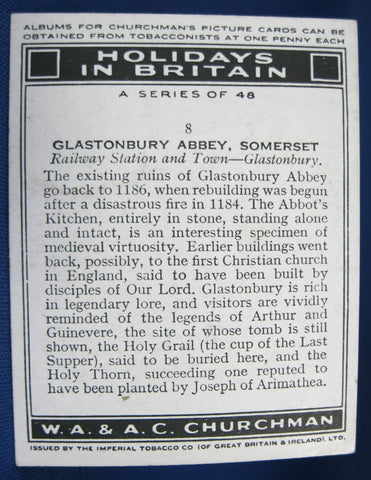 ALBUMS FOR CHURCHMAN'S PICTURE CARDS CAN BE
OBTAINED FROM TOBACCONISTS AT ONE PENNY EACH
HOLIDAYS
IN BRITAIN
A SERIES OF 48
8
GLASTONBURY ABBEY, SOMERSET
Railway Station and Town—Glastonbury.
The existing ruins of Glastonbury Abbey
go back to 1186, when rebuilding was begun
after a disastrous fire in 1184. The Abbot's
Kitchen, entirely in stone, standing alone
and intact, is an interesting specimen of
medieval virtuosity. Earlier buildings went
back, possibly, to the first Christian church
in England, said to have been built by
disciples of Our Lord. Glastonbury is rich
in legendary lore, and visitors are vividly
reminded of the legends of Arthur and
Guinevere, the site of whose tomb is still
shown, the Holy Grail (the cup of the Last
Supper), said to be buried here, and the
Holy Thorn, succeeding one reputed to
have been planted by Joseph of Arimathea.
W. A. & A. C. CHURCHMAN
ISSUED BY THE IMPERIAL TOBACCO CO (OF GREAT BRITAIN & IRELAND), LTD.